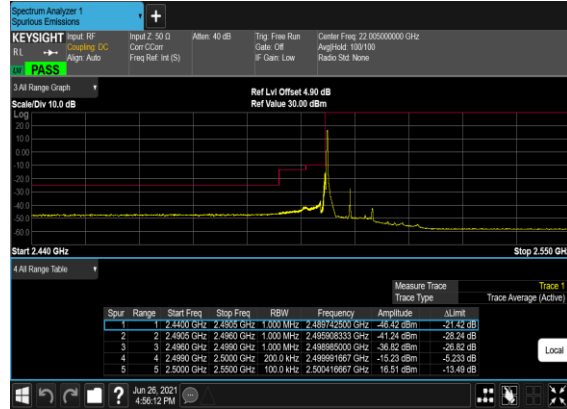 Spectrum Analyzer 1
Spurious Emissions
KEYSIGHT Input: RF Input Z: 50 Ω Atten: 40 dB Trig: Free Run Center Freq: 22.005000000 GHz
R L Coupling: DC Corr CCorr Gate: Off Avg|Hold: 100/100
Align: Auto Freq Ref: Int (S) IF Gain: Low Radio Std: None
LW PASS
3 All Range Graph
Ref Lvl Offset 4.90 dB
Scale/Div 10.0 dB Ref Value 30.00 dBm
Log
20.0
10.0
0.00
-10.0
-20.0
-30.0
-40.0
-50.0
-60.0
Start 2.440 GHz Stop 2.550 GH
4 All Range Table
Measure Trace Trace 1
Trace Type Trace Average (Active)
Spur Range Start Freq Stop Freq RBW Frequency Amplitude ΔLimit
1 1 2.4400 GHz 2.4905 GHz 1.000 MHz 2.489742500 GHz -46.42 dBm -21.42 dB
2 2 2.4905 GHz 2.4960 GHz 1.000 MHz 2.495908333 GHz -41.24 dBm -28.24 dB
3 3 2.4960 GHz 2.4990 GHz 1.000 MHz 2.498985000 GHz -36.82 dBm -26.82 dB
4 4 2.4990 GHz 2.5000 GHz 200.0 kHz 2.499991667 GHz -15.23 dBm -5.233 dB
5 5 2.5000 GHz 2.5500 GHz 100.0 kHz 2.500416667 GHz 16.51 dBm -13.49 dB
Local
Jun 26, 2021
4:56:12 PM